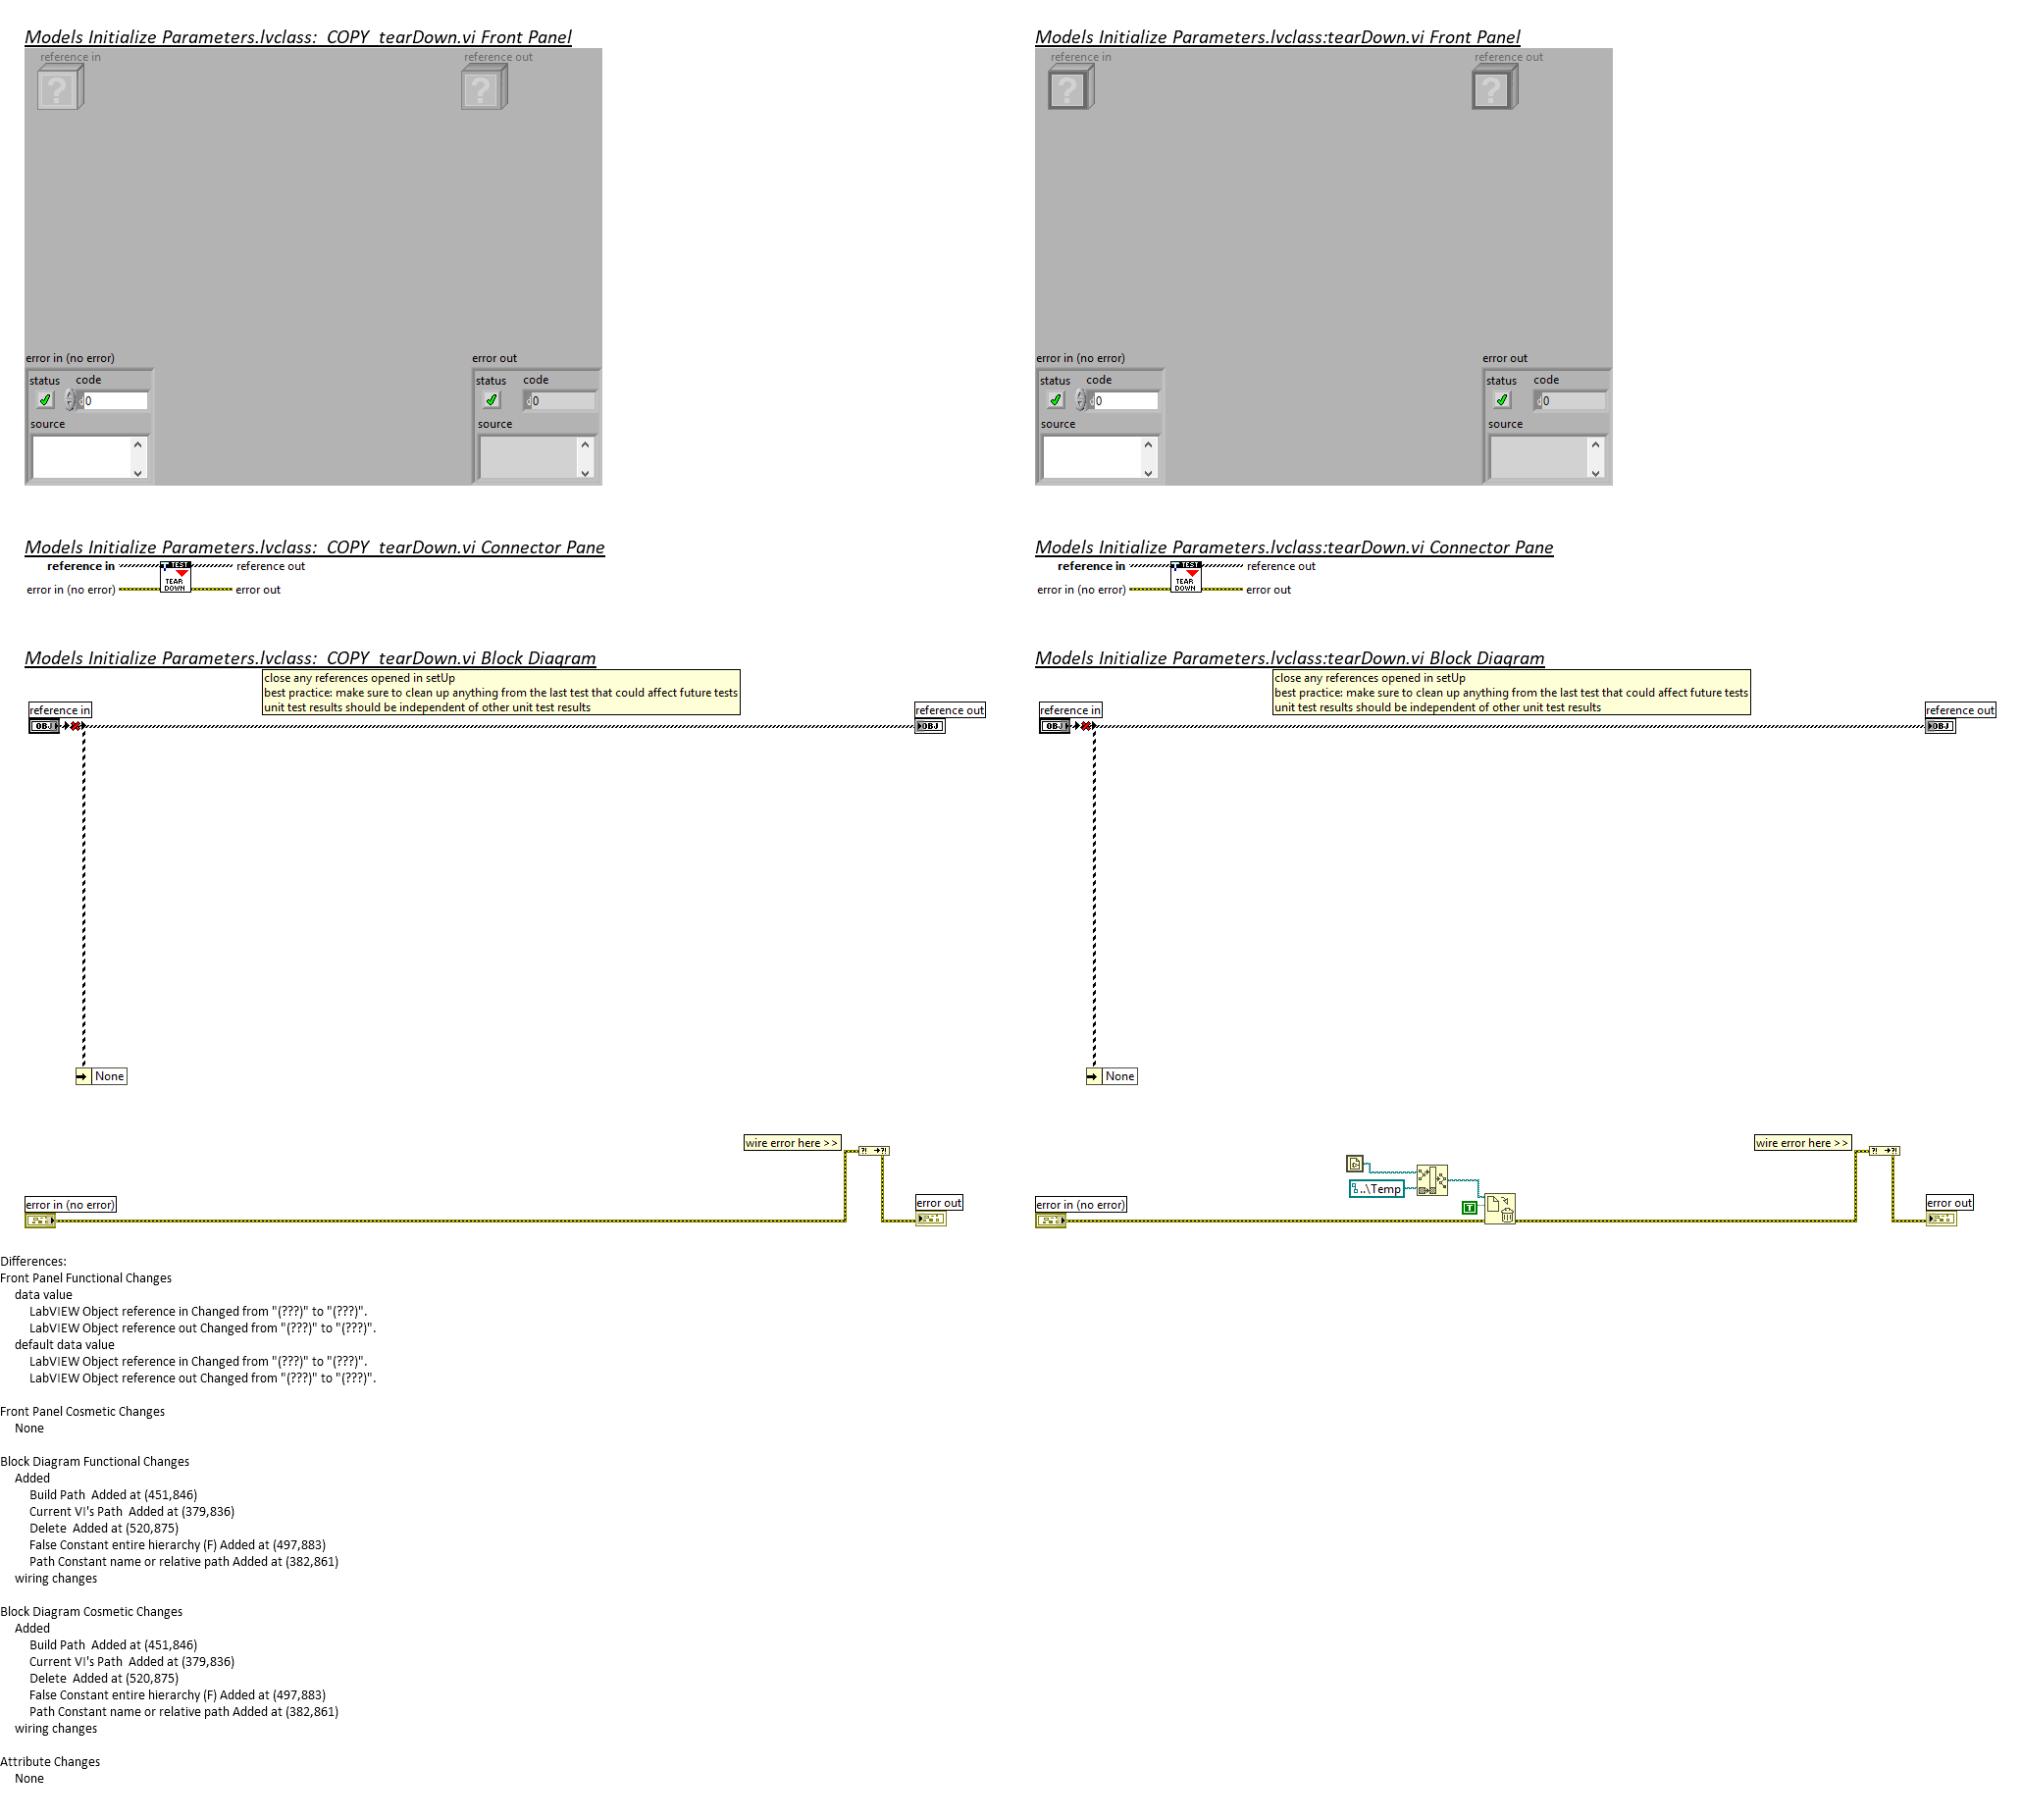 Models Initialize Parameters.lvclass:_COPY_tearDown.vi Front Panel
reference in
reference out
error in (no error)
error out
status
code
status
code
0
0
source
source
Models Initialize Parameters.lvclass:_COPY_tearDown.vi Connector Pane
reference in
TEST
TEAR
DOWN
reference out
error in (no error)
error out
Models Initialize Parameters.lvclass:_COPY_tearDown.vi Block Diagram
close any references opened in setUp
best practice: make sure to clean up anything from the last test that could affect future tests
unit test results should be independent of other unit test results
reference in
OBJ
reference out
OBJ
None
wire error here >>
error in (no error)
error out
Models Initialize Parameters.lvclass:tearDown.vi Front Panel
reference in
reference out
error in (no error)
error out
status
code
status
code
0
0
source
source
Models Initialize Parameters.lvclass:tearDown.vi Connector Pane
reference in
TEST
TEAR
DOWN
reference out
error in (no error)
error out
Models Initialize Parameters.lvclass:tearDown.vi Block Diagram
close any references opened in setUp
best practice: make sure to clean up anything from the last test that could affect future tests
unit test results should be independent of other unit test results
reference in
OBJ
reference out
OBJ
None
wire error here >>
..\Temp
T
error in (no error)
error out
Differences:
Front Panel Functional Changes
data value
LabVIEW Object reference in Changed from "(???)" to "(???)".
LabVIEW Object reference out Changed from "(???)" to "(???)".
default data value
LabVIEW Object reference in Changed from "(???)" to "(???)".
LabVIEW Object reference out Changed from "(???)" to "(???)".
Front Panel Cosmetic Changes
None
Block Diagram Functional Changes
Added
Build Path  Added at (451,846)
Current VI's Path  Added at (379,836)
Delete  Added at (520,875)
False Constant entire hierarchy (F) Added at (497,883)
Path Constant name or relative path Added at (382,861)
wiring changes
Block Diagram Cosmetic Changes
Added
Build Path  Added at (451,846)
Current VI's Path  Added at (379,836)
Delete  Added at (520,875)
False Constant entire hierarchy (F) Added at (497,883)
Path Constant name or relative path Added at (382,861)
wiring changes
Attribute Changes
None